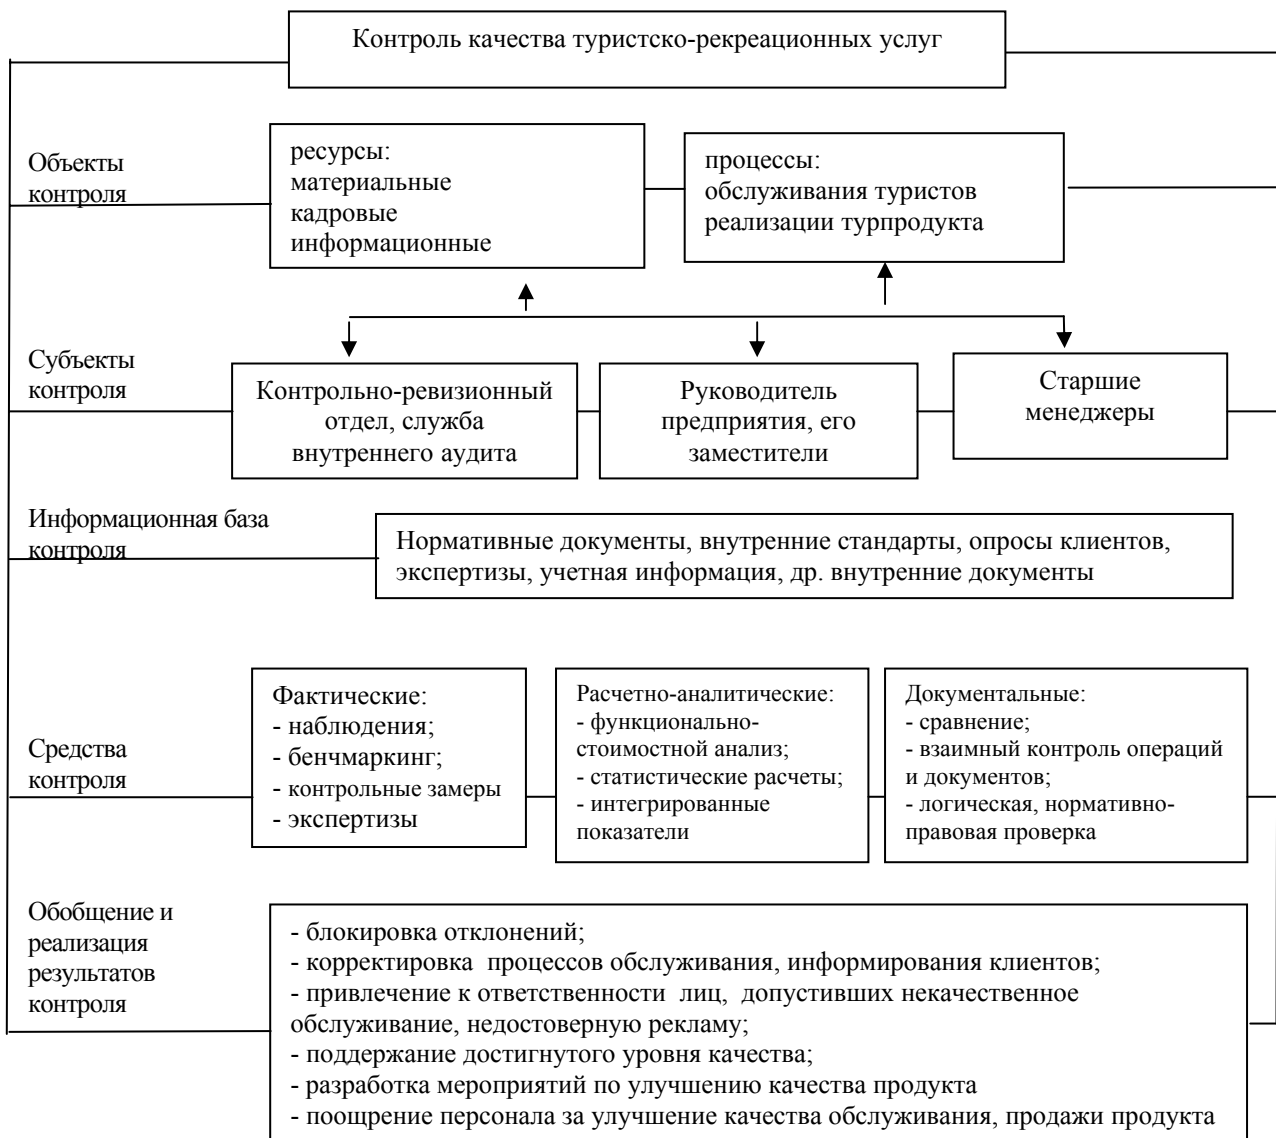 Контроль качества туристско-рекреационных услуг
Объекты
контроля
ресурсы:
материальные
кадровые
информационные
процессы:
обслуживания туристов
реализации турпродукта
Субъекты
контроля
Контрольно-ревизионный
отдел, служба
внутреннего аудита
Руководитель
предприятия, его
заместители
Старшие
менеджеры
Информационная база
контроля
Нормативные документы, внутренние стандарты, опросы клиентов,
экспертизы, учетная информация, др. внутренние документы
Средства
контроля
Фактические:
- наблюдения;
- бенчмаркинг;
- контрольные замеры
- экспертизы
Расчетно-аналитические:
- функционально-
стоимостной анализ;
- статистические расчеты;
- интегрированные
показатели
Документальные:
- сравнение;
- взаимный контроль операций
и документов;
- логическая, нормативно-
правовая проверка
Обобщение и
реализация
результатов
контроля
- блокировка отклонений;
- корректировка процессов обслуживания, информирования клиентов;
- привлечение к ответственности лиц, допустивших некачественное
обслуживание, недостоверную рекламу;
- поддержание достигнутого уровня качества;
- разработка мероприятий по улучшению качества продукта
- поощрение персонала за улучшение качества обслуживания, продажи продукта